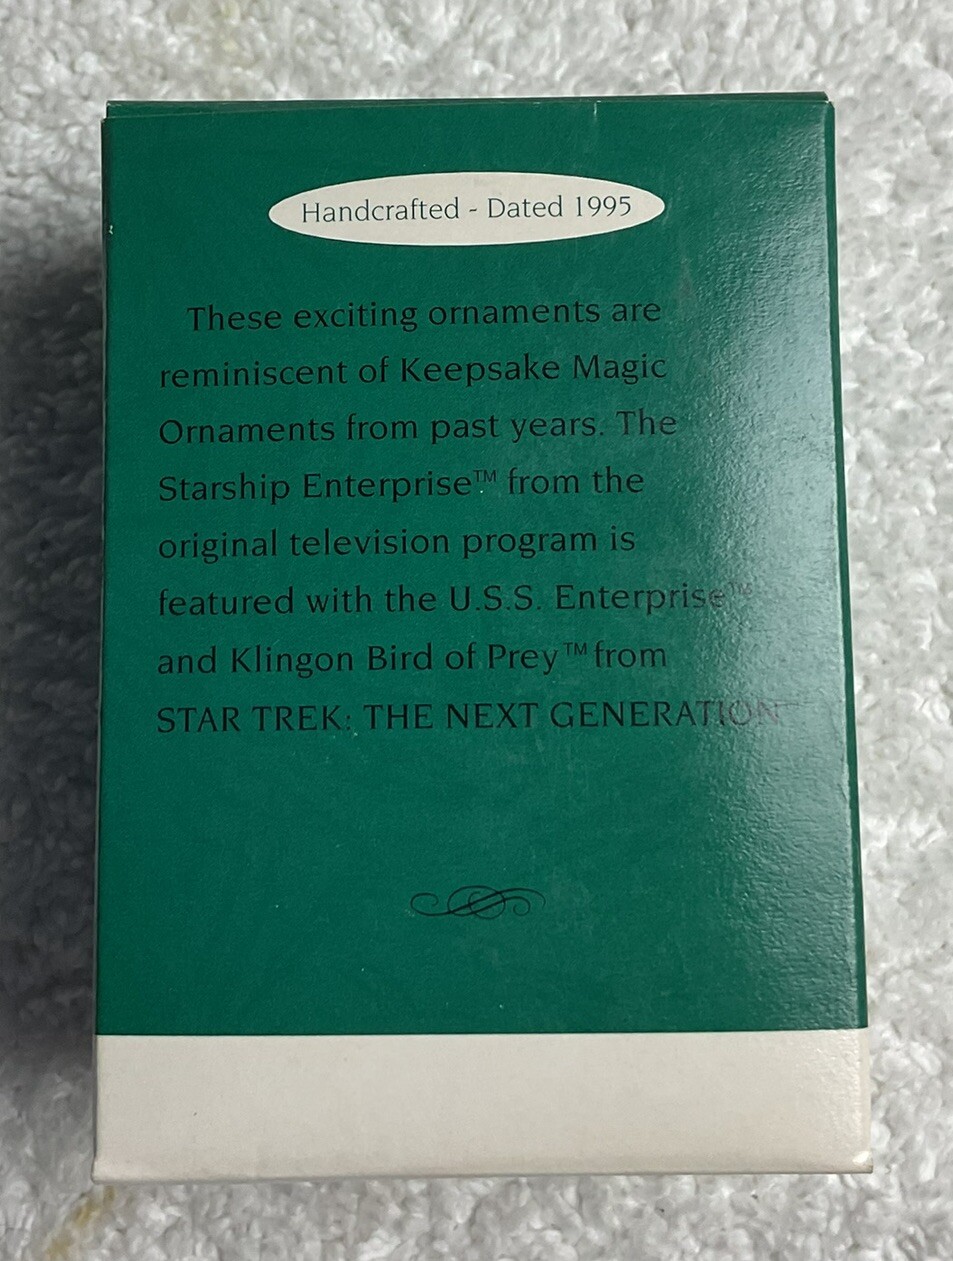 Handcrafted - Dated 1995
These exciting ornaments are
reminiscent of Keepsake Magic
Ornaments from past years. The
Starship Enterprise™ from the
original television program is
featured with the U.S.S. Enterprise™
and Klingon Bird of Prey™ from
STAR TREK: THE NEXT GENERATION